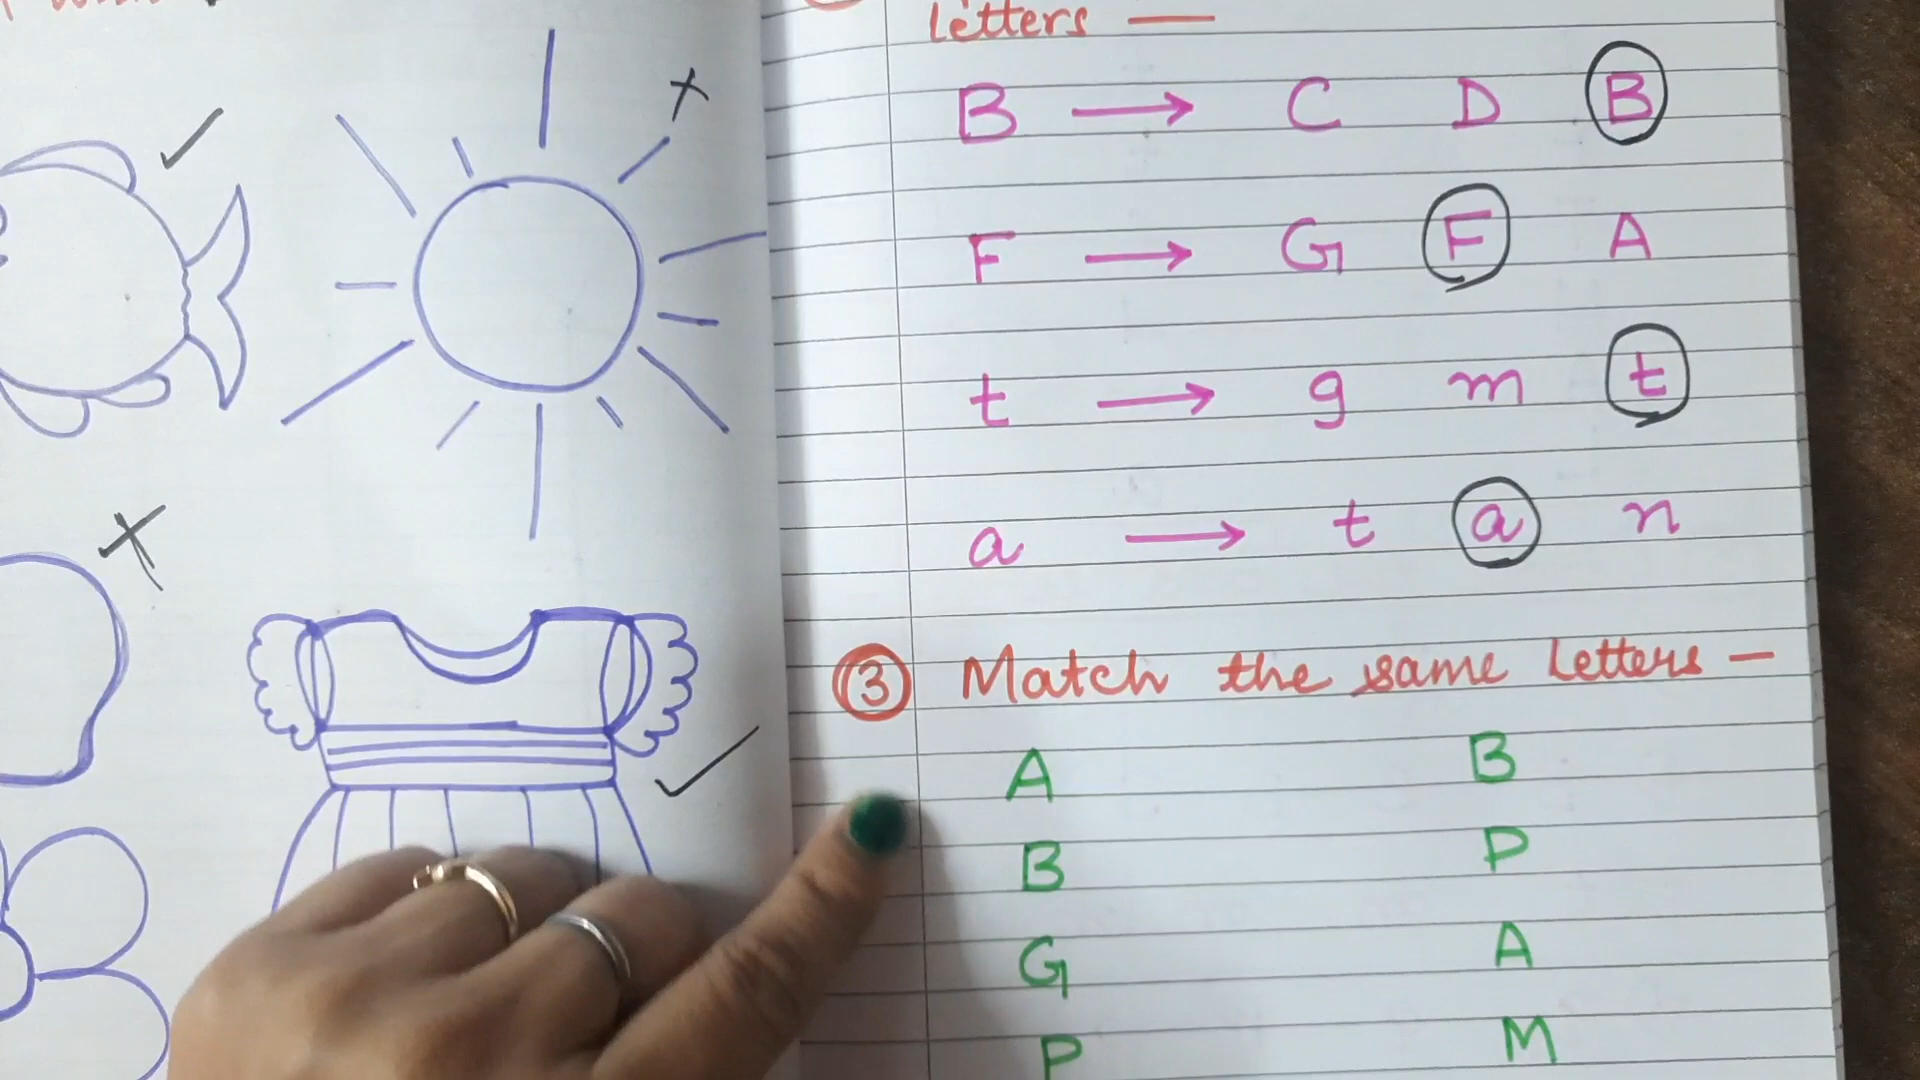 letters —
B → C D B
F → G F A
t → g m t
a → t a n
3 Match the same letters —
A B
B P
G A
P M